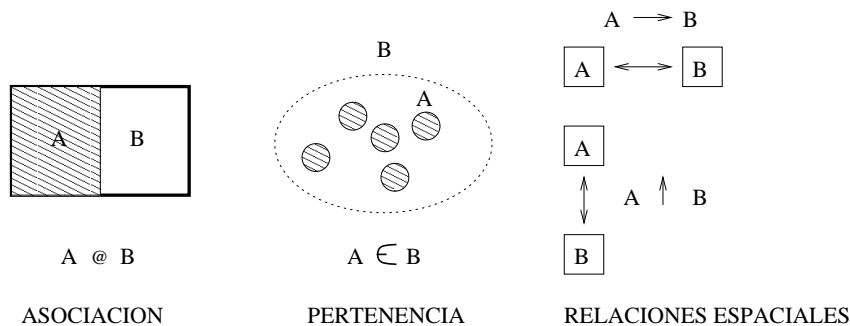 A B
A @ B
ASOCIACION
B
A
A ∈ B
PERTENENCIA
A → B
A ↔ B
A
A ↑ B
B
RELACIONES ESPACIALES